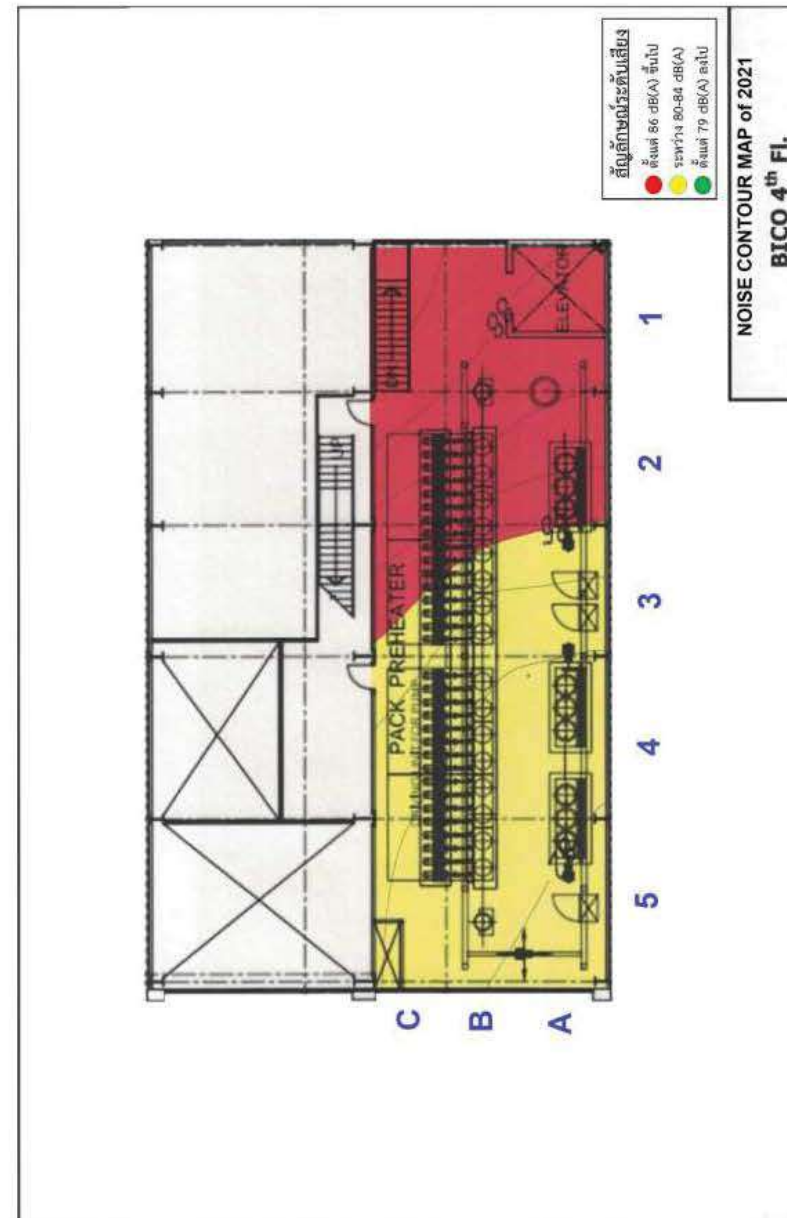 สัญลักษณ์ระดับเสียง
ตั้งแต่ 86 dB(A) ขึ้นไป
ระหว่าง 80-84 dB(A)
ตั้งแต่ 79 dB(A) ลงไป
NOISE CONTOUR MAP of 2021
BICO 4th Fl.
UP
DN
ELEVATOR
PACK PREHEATER
1
2
3
4
5
C
B
A